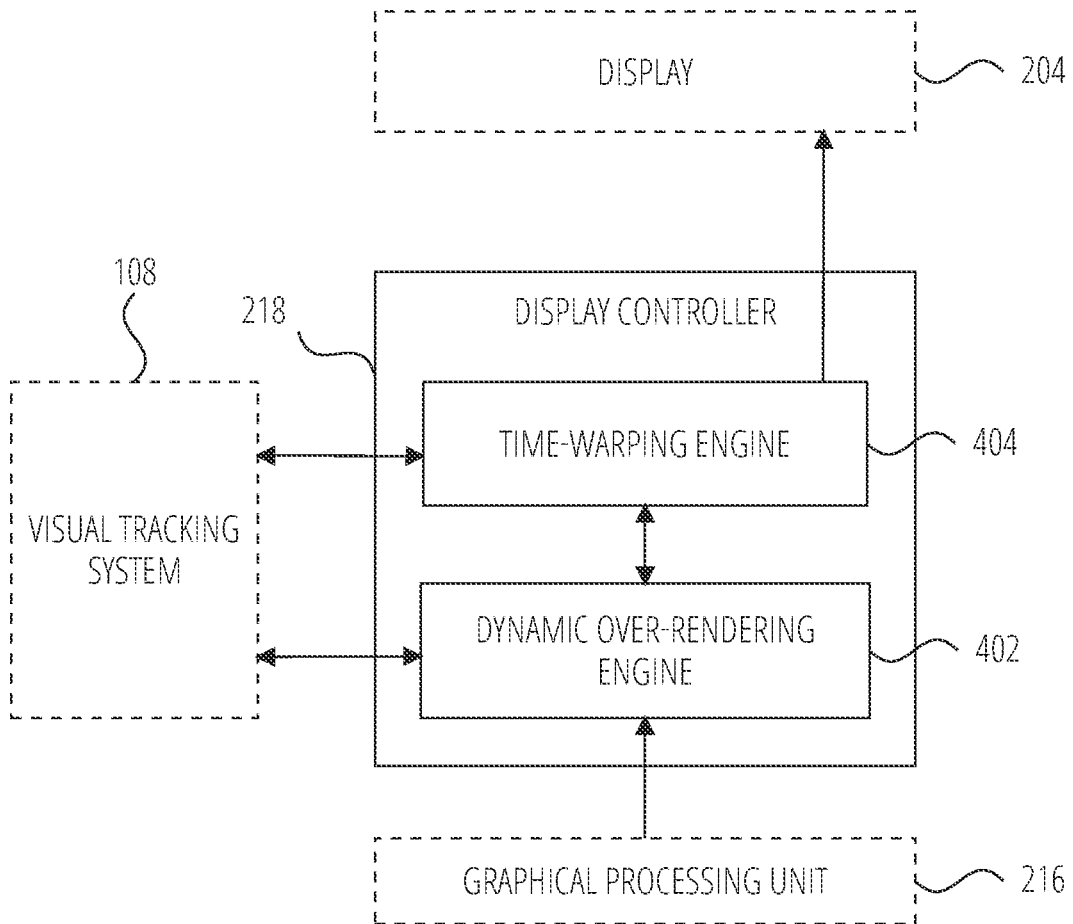 DISPLAY
204
108
218
DISPLAY CONTROLLER
TIME-WARPING ENGINE
404
VISUAL TRACKING
SYSTEM
DYNAMIC OVER-RENDERING
ENGINE
402
GRAPHICAL PROCESSING UNIT
216